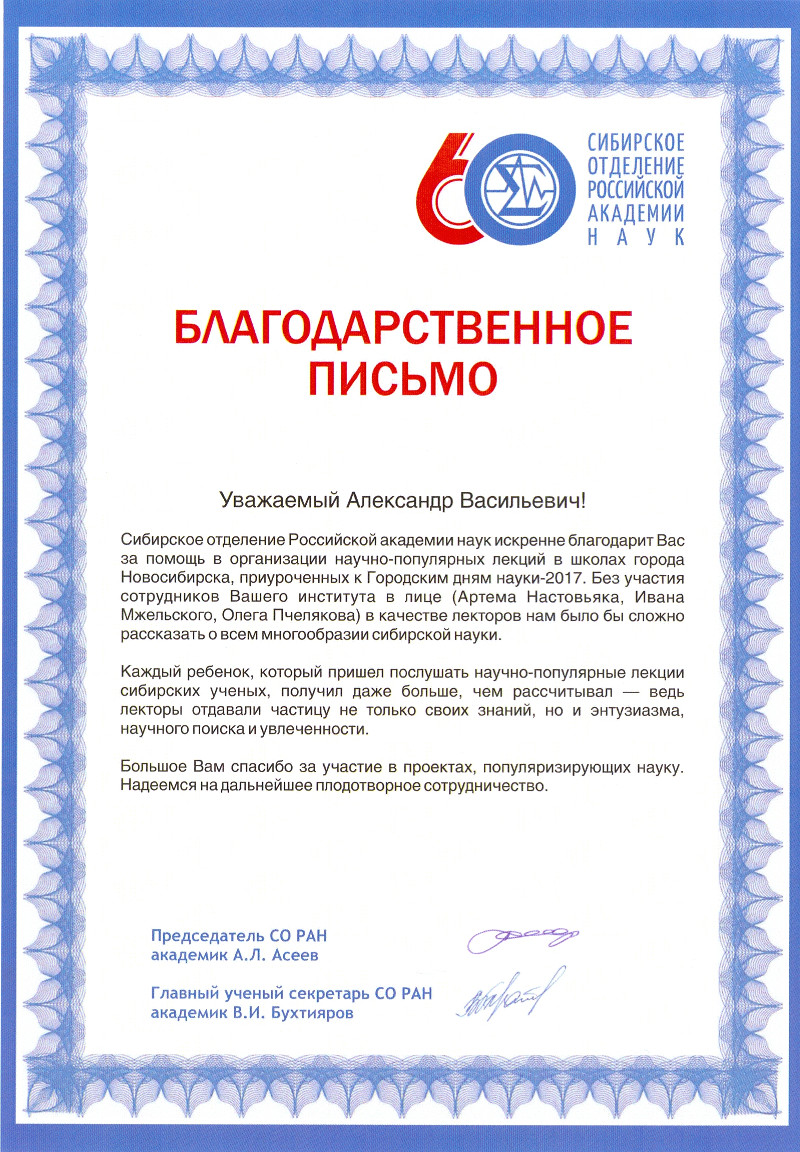 60
СИБИРСКОЕ
ОТДЕЛЕНИЕ
РОССИЙСКОЙ
АКАДЕМИИ
НАУК
БЛАГОДАРСТВЕННОЕ
ПИСЬМО
Уважаемый Александр Васильевич!
Сибирское отделение Российской академии наук искренне благодарит Вас
за помощь в организации научно-популярных лекций в школах города
Новосибирска, приуроченных к Городским дням науки-2017. Без участия
сотрудников Вашего института в лице (Артема Настовьяка, Ивана
Мжельского, Олега Пчелякова) в качестве лекторов нам было бы сложно
рассказать о всем многообразии сибирской науки.
Каждый ребенок, который пришел послушать научно-популярные лекции
сибирских ученых, получил даже больше, чем рассчитывал — ведь
лекторы отдавали частицу не только своих знаний, но и энтузиазма,
научного поиска и увлеченности.
Большое Вам спасибо за участие в проектах, популяризирующих науку.
Надеемся на дальнейшее плодотворное сотрудничество.
Председатель СО РАН
академик А.Л. Асеев
Главный ученый секретарь СО РАН
академик В.И. Бухтияров